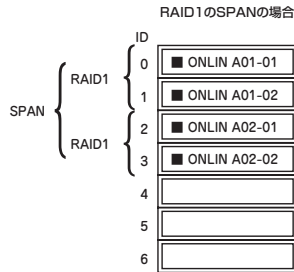 RAID1のSPANの場合
ID
0 ■ ONLIN A01-01
RAID1
1 ■ ONLIN A01-02
SPAN
2 ■ ONLIN A02-01
RAID1
3 ■ ONLIN A02-02
4
5
6